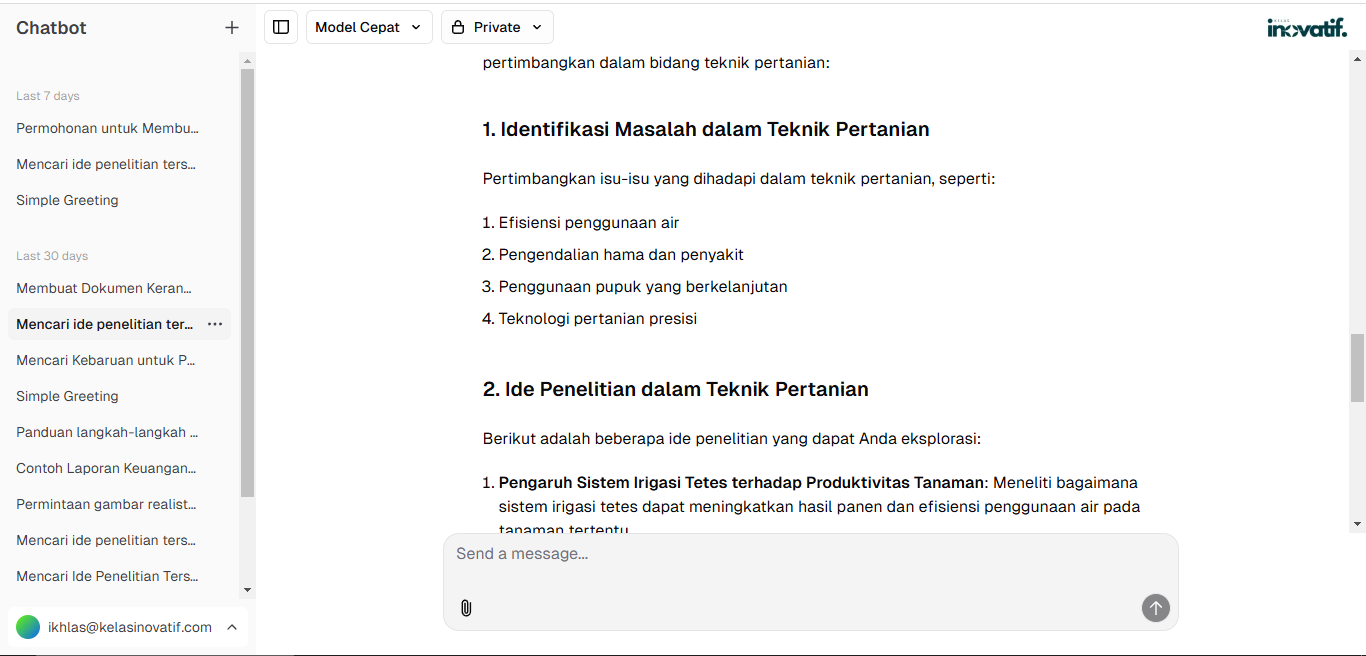 Chatbot
Last 7 days
Permohonan untuk Membu...
Mencari ide penelitian ters...
Simple Greeting
Last 30 days
Membuat Dokumen Keran...
Mencari ide penelitian ter...
Mencari Kebaruan untuk P...
Simple Greeting
Panduan langkah-langkah ...
Contoh Laporan Keuangan...
Permintaan gambar realist...
Mencari ide penelitian ters...
Mencari Ide Penelitian Ters...
ikhlas@kelasinovatif.com
Model Cepat
Private
KELAS
inovatif.
pertimbangkan dalam bidang teknik pertanian:
1. Identifikasi Masalah dalam Teknik Pertanian
Pertimbangkan isu-isu yang dihadapi dalam teknik pertanian, seperti:
1. Efisiensi penggunaan air
2. Pengendalian hama dan penyakit
3. Penggunaan pupuk yang berkelanjutan
4. Teknologi pertanian presisi
2. Ide Penelitian dalam Teknik Pertanian
Berikut adalah beberapa ide penelitian yang dapat Anda eksplorasi:
1. Pengaruh Sistem Irigasi Tetes terhadap Produktivitas Tanaman: Meneliti bagaimana
sistem irigasi tetes dapat meningkatkan hasil panen dan efisiensi penggunaan air pada
tanaman tertentu
Send a message...